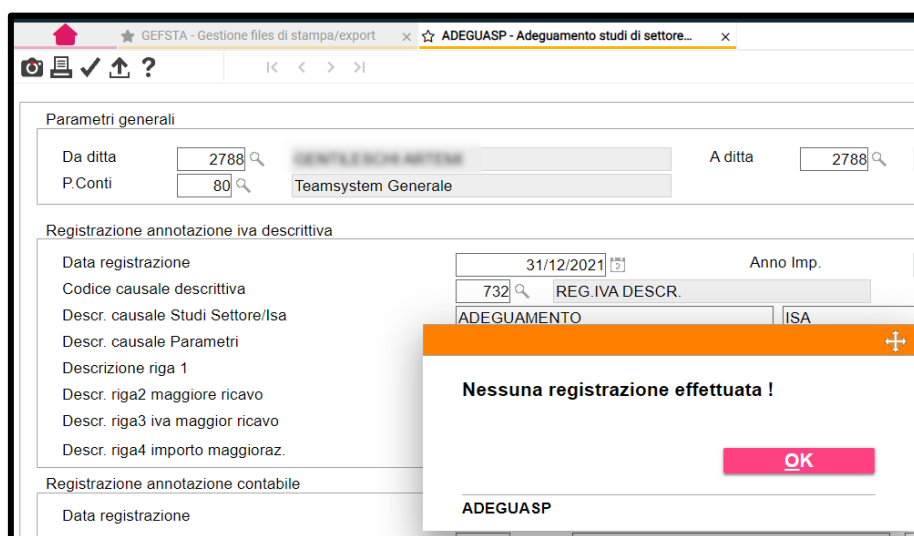 GEFSTA - Gestione files di stampa/export × ADEGUASP - Adeguamento studi di settore... ×
Parametri generali
Da ditta 2788 A ditta 2788
P.Conti 80 Teamsystem Generale
Registrazione annotazione iva descrittiva
Data registrazione 31/12/2021 Anno Imp.
Codice causale descrittiva 732 REG.IVA DESCR.
Descr. causale Studi Settore/Isa ADEGUAMENTO ISA
Descr. causale Parametri
Descrizione riga 1
Descr. riga2 maggiore ricavo
Descr. riga3 iva maggior ricavo
Descr. riga4 importo maggioraz.
Nessuna registrazione effettuata !
OK
ADEGUASP
Registrazione annotazione contabile
Data registrazione